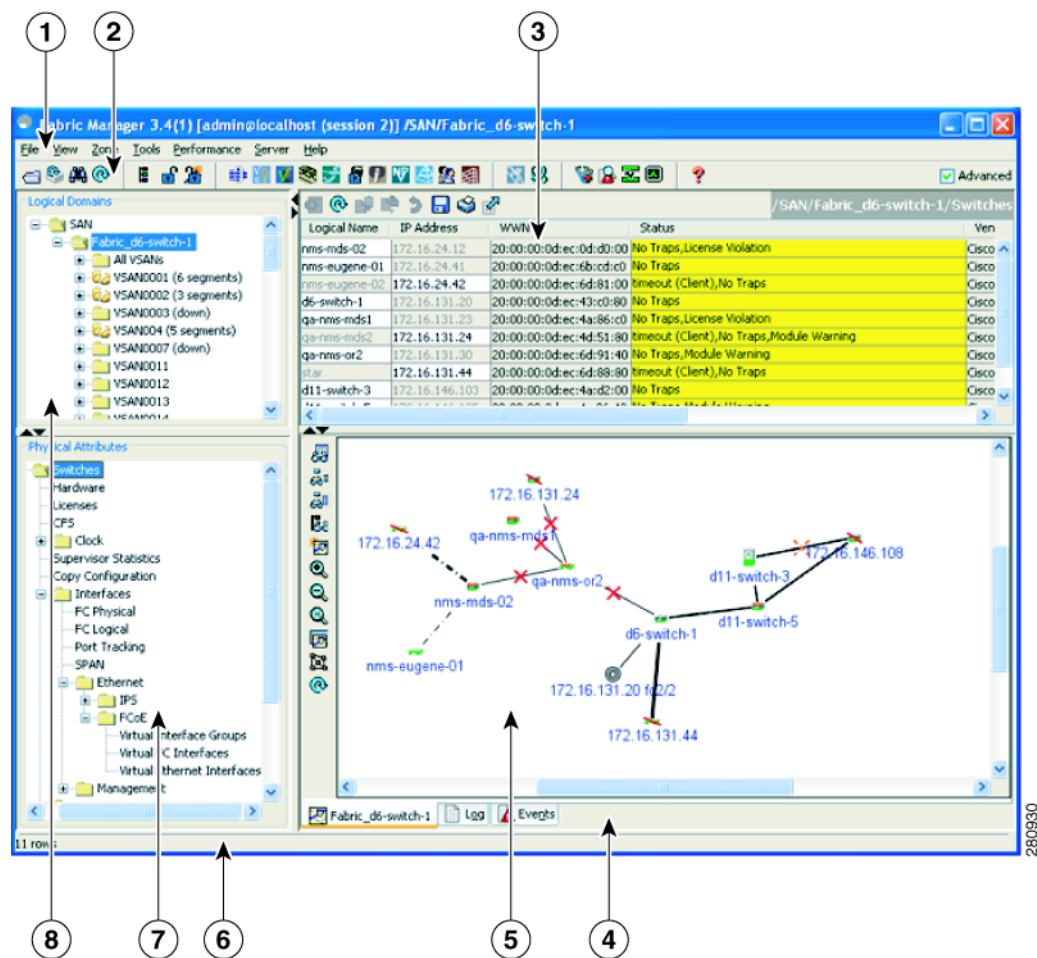 1 2 3
Fabric Manager 3.4(1) [admin@localhost (session 2)] /SAN/Fabric_d6-switch-1
File View Zone Tools Performance Server Help
Advanced
Logical Domains
SAN
Fabric_d6-switch-1
All VSANs
VSAN0001 (6 segments)
VSAN0002 (3 segments)
VSAN0003 (down)
VSAN004 (5 segments)
VSAN0007 (down)
VSAN0011
VSAN0012
VSAN0013
VSAN0014
/SAN/Fabric_d6-switch-1/Switches
Logical Name IP Address WWN Status Ven
nms-mds-02 172.16.24.12 20:00:00:0d:ec:0d:d0:00 No Traps,License Violation Cisco
nms-eugene-01 172.16.24.41 20:00:00:0d:ec:6b:cd:c0 No Traps Cisco
nms-eugene-02 172.16.24.42 20:00:00:0d:ec:6d:81:00 timeout (Client),No Traps Cisco
d6-switch-1 172.16.131.20 20:00:00:0d:ec:43:c0:80 No Traps Cisco
qa-nms-mds1 172.16.131.23 20:00:00:0d:ec:4a:86:c0 No Traps,License Violation Cisco
qa-nms-mds2 172.16.131.24 20:00:00:0d:ec:4d:51:80 timeout (Client),No Traps,Module Warning Cisco
qa-nms-or2 172.16.131.30 20:00:00:0d:ec:6d:91:40 No Traps,Module Warning Cisco
star 172.16.131.44 20:00:00:0d:ec:6d:88:80 timeout (Client),No Traps Cisco
d11-switch-3 172.16.146.103 20:00:00:0d:ec:4a:d2:00 No Traps Cisco
Physical Attributes
Switches
Hardware
Licenses
CFS
Clock
Supervisor Statistics
Copy Configuration
Interfaces
FC Physical
FC Logical
Port Tracking
SPAN
Ethernet
IPS
FCoE
Virtual Interface Groups
Virtual FC Interfaces
Virtual Ethernet Interfaces
Management
172.16.131.24
172.16.24.42
qa-nms-mds1
172.16.146.108
d11-switch-3
qa-nms-or2
nms-mds-02
d11-switch-5
d6-switch-1
nms-eugene-01
172.16.131.20 fc2/2
172.16.131.44
Fabric_d6-switch-1 Log Events
11 rows
280930
8 7 6 5 4